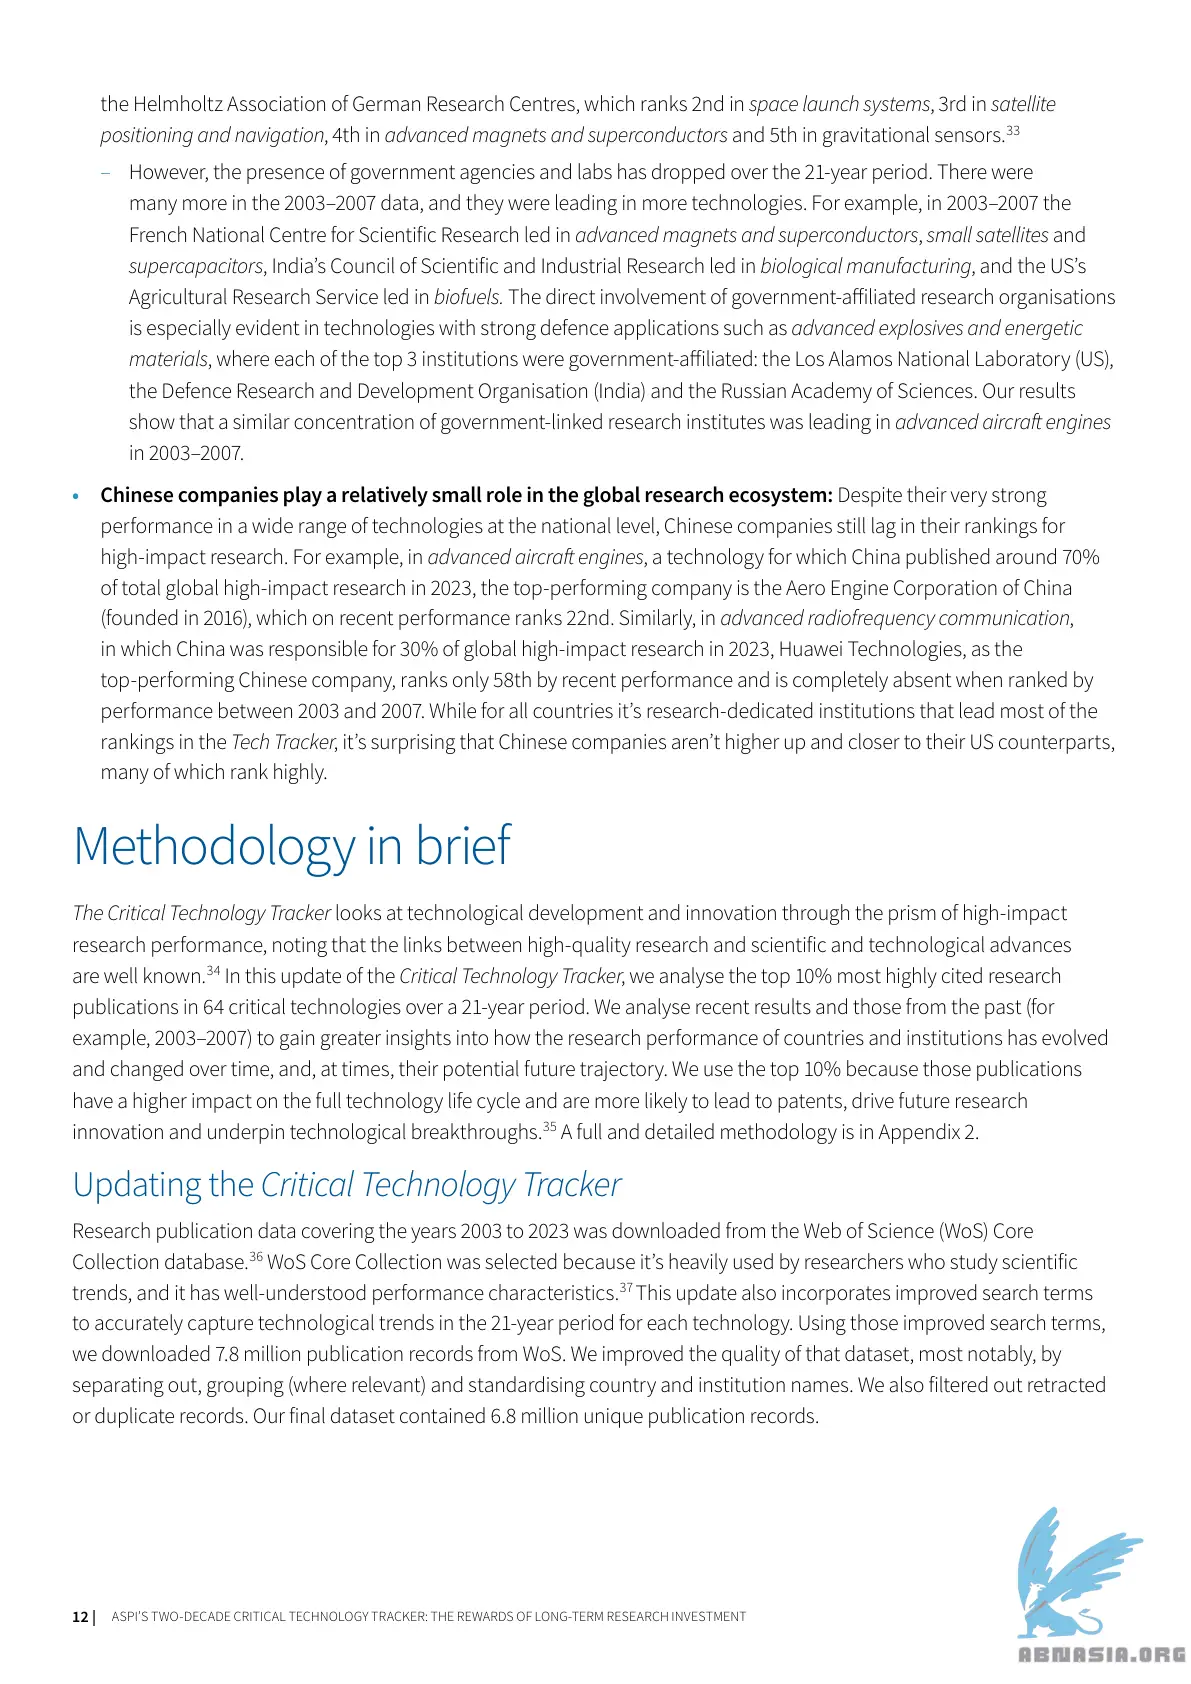 the Helmholtz Association of German Research Centres, which ranks 2nd in space launch systems, 3rd in satellite
positioning and navigation, 4th in advanced magnets and superconductors and 5th in gravitational sensors.33
– However, the presence of government agencies and labs has dropped over the 21-year period. There were
many more in the 2003–2007 data, and they were leading in more technologies. For example, in 2003–2007 the
French National Centre for Scientific Research led in advanced magnets and superconductors, small satellites and
supercapacitors, India's Council of Scientific and Industrial Research led in biological manufacturing, and the US's
Agricultural Research Service led in biofuels. The direct involvement of government-affiliated research organisations
is especially evident in technologies with strong defence applications such as advanced explosives and energetic
materials, where each of the top 3 institutions were government-affiliated: the Los Alamos National Laboratory (US),
the Defence Research and Development Organisation (India) and the Russian Academy of Sciences. Our results
show that a similar concentration of government-linked research institutes was leading in advanced aircraft engines
in 2003–2007.
• Chinese companies play a relatively small role in the global research ecosystem: Despite their very strong
performance in a wide range of technologies at the national level, Chinese companies still lag in their rankings for
high-impact research. For example, in advanced aircraft engines, a technology for which China published around 70%
of total global high-impact research in 2023, the top-performing company is the Aero Engine Corporation of China
(founded in 2016), which on recent performance ranks 22nd. Similarly, in advanced radiofrequency communication,
in which China was responsible for 30% of global high-impact research in 2023, Huawei Technologies, as the
top-performing Chinese company, ranks only 58th by recent performance and is completely absent when ranked by
performance between 2003 and 2007. While for all countries it's research-dedicated institutions that lead most of the
rankings in the Tech Tracker, it's surprising that Chinese companies aren't higher up and closer to their US counterparts,
many of which rank highly.
Methodology in brief
The Critical Technology Tracker looks at technological development and innovation through the prism of high-impact
research performance, noting that the links between high-quality research and scientific and technological advances
are well known.34 In this update of the Critical Technology Tracker, we analyse the top 10% most highly cited research
publications in 64 critical technologies over a 21-year period. We analyse recent results and those from the past (for
example, 2003–2007) to gain greater insights into how the research performance of countries and institutions has evolved
and changed over time, and, at times, their potential future trajectory. We use the top 10% because those publications
have a higher impact on the full technology life cycle and are more likely to lead to patents, drive future research
innovation and underpin technological breakthroughs.35 A full and detailed methodology is in Appendix 2.
Updating the Critical Technology Tracker
Research publication data covering the years 2003 to 2023 was downloaded from the Web of Science (WoS) Core
Collection database.36 WoS Core Collection was selected because it's heavily used by researchers who study scientific
trends, and it has well-understood performance characteristics.37 This update also incorporates improved search terms
to accurately capture technological trends in the 21-year period for each technology. Using those improved search terms,
we downloaded 7.8 million publication records from WoS. We improved the quality of that dataset, most notably, by
separating out, grouping (where relevant) and standardising country and institution names. We also filtered out retracted
or duplicate records. Our final dataset contained 6.8 million unique publication records.
12 | ASPI'S TWO-DECADE CRITICAL TECHNOLOGY TRACKER: THE REWARDS OF LONG-TERM RESEARCH INVESTMENT
ABNASIA.ORG